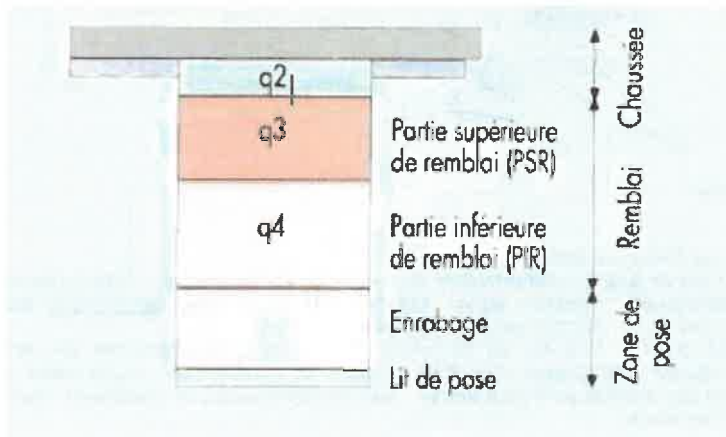 q2
q3
Partie supérieure
de remblai (PSR)
q4
Partie inférieure
de remblai (PIR)
Enrobage
Lit de pose
Chaussée
Remblai
Zone de
pose